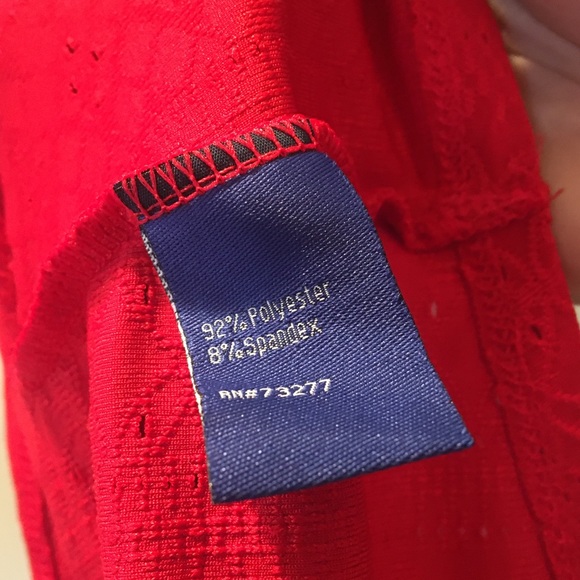 92% Polyester
8% Spandex
RN#73277